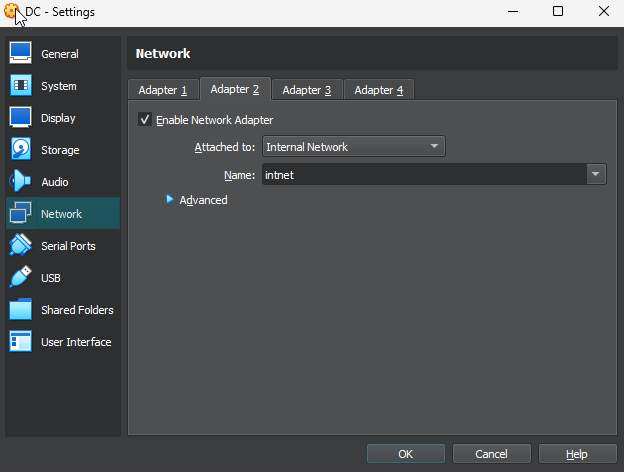 DC - Settings
General
System
Display
Storage
Audio
Network
Serial Ports
USB
Shared Folders
User Interface
Network
Adapter 1 Adapter 2 Adapter 3 Adapter 4
Enable Network Adapter
Attached to: Internal Network
Name: intnet
Advanced
OK Cancel Help